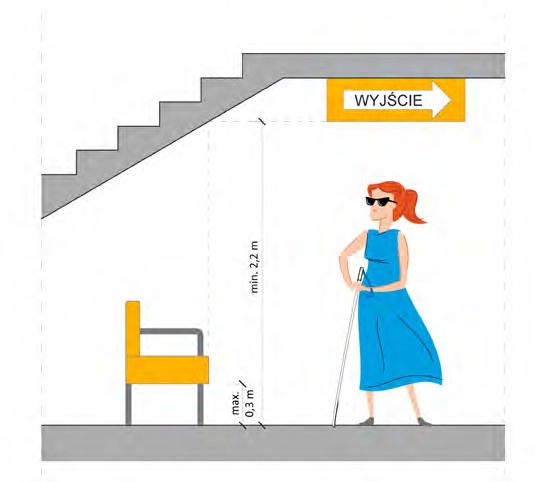 WYJŚCIE
min. 2,2 m
max.
0,3 m